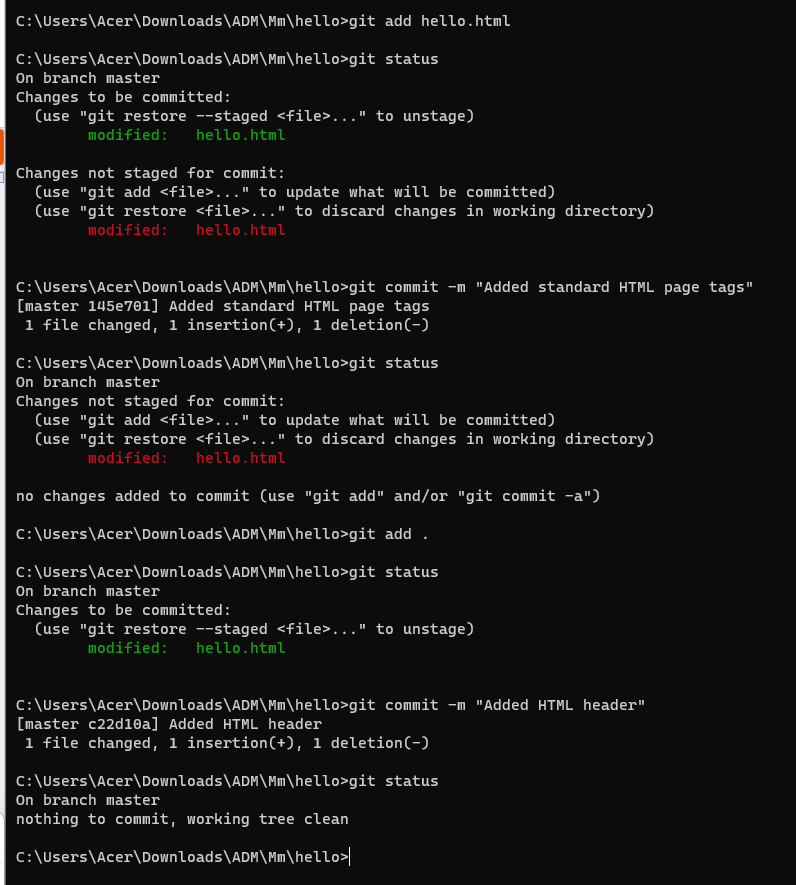 C:\Users\Acer\Downloads\ADM\Mm\hello>git add hello.html
C:\Users\Acer\Downloads\ADM\Mm\hello>git status
On branch master
Changes to be committed:
  (use "git restore --staged <file>..." to unstage)
        modified:   hello.html
Changes not staged for commit:
  (use "git add <file>..." to update what will be committed)
  (use "git restore <file>..." to discard changes in working directory)
        modified:   hello.html
C:\Users\Acer\Downloads\ADM\Mm\hello>git commit -m "Added standard HTML page tags"
[master 145e701] Added standard HTML page tags
 1 file changed, 1 insertion(+), 1 deletion(-)
C:\Users\Acer\Downloads\ADM\Mm\hello>git status
On branch master
Changes not staged for commit:
  (use "git add <file>..." to update what will be committed)
  (use "git restore <file>..." to discard changes in working directory)
        modified:   hello.html
no changes added to commit (use "git add" and/or "git commit -a")
C:\Users\Acer\Downloads\ADM\Mm\hello>git add .
C:\Users\Acer\Downloads\ADM\Mm\hello>git status
On branch master
Changes to be committed:
  (use "git restore --staged <file>..." to unstage)
        modified:   hello.html
C:\Users\Acer\Downloads\ADM\Mm\hello>git commit -m "Added HTML header"
[master c22d10a] Added HTML header
 1 file changed, 1 insertion(+), 1 deletion(-)
C:\Users\Acer\Downloads\ADM\Mm\hello>git status
On branch master
nothing to commit, working tree clean
C:\Users\Acer\Downloads\ADM\Mm\hello>